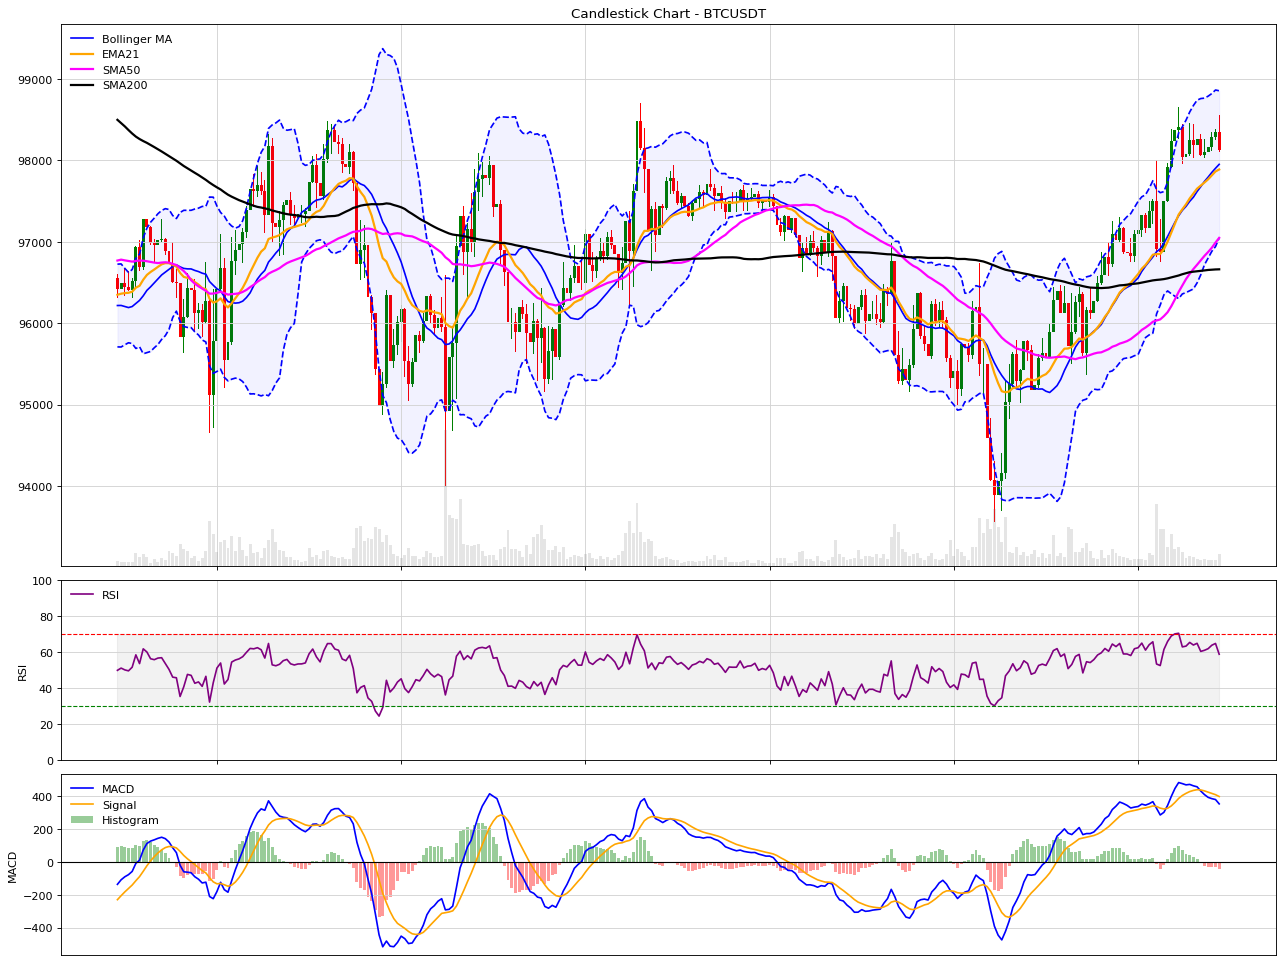 Candlestick Chart - BTCUSDT
Bollinger MA
EMA21
SMA50
SMA200
99000
98000
97000
96000
95000
94000
100
80
60
40
20
0
RSI
RSI
400
200
0
−200
−400
MACD
MACD
Signal
Histogram